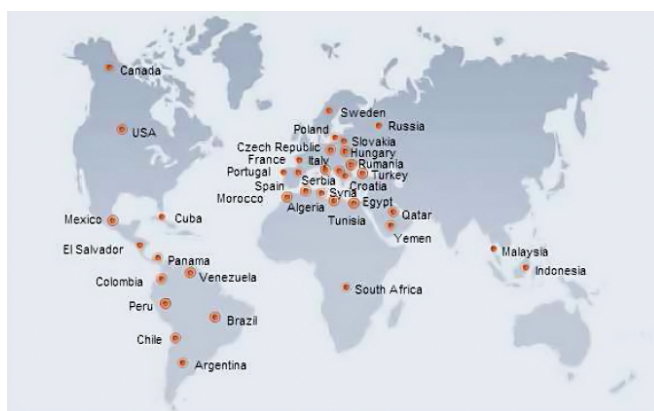 Canada
USA
Sweden
Poland
Russia
Czech Republic
Slovakia
Hungary
France
Italy
Rumania
Portugal
Serbia
Turkey
Spain
Croatia
Morocco
Syria
Algeria
Egypt
Tunisia
Qatar
Yemen
Mexico
Cuba
El Salvador
Panama
Malaysia
Colombia
Venezuela
Indonesia
Peru
South Africa
Brazil
Chile
Argentina